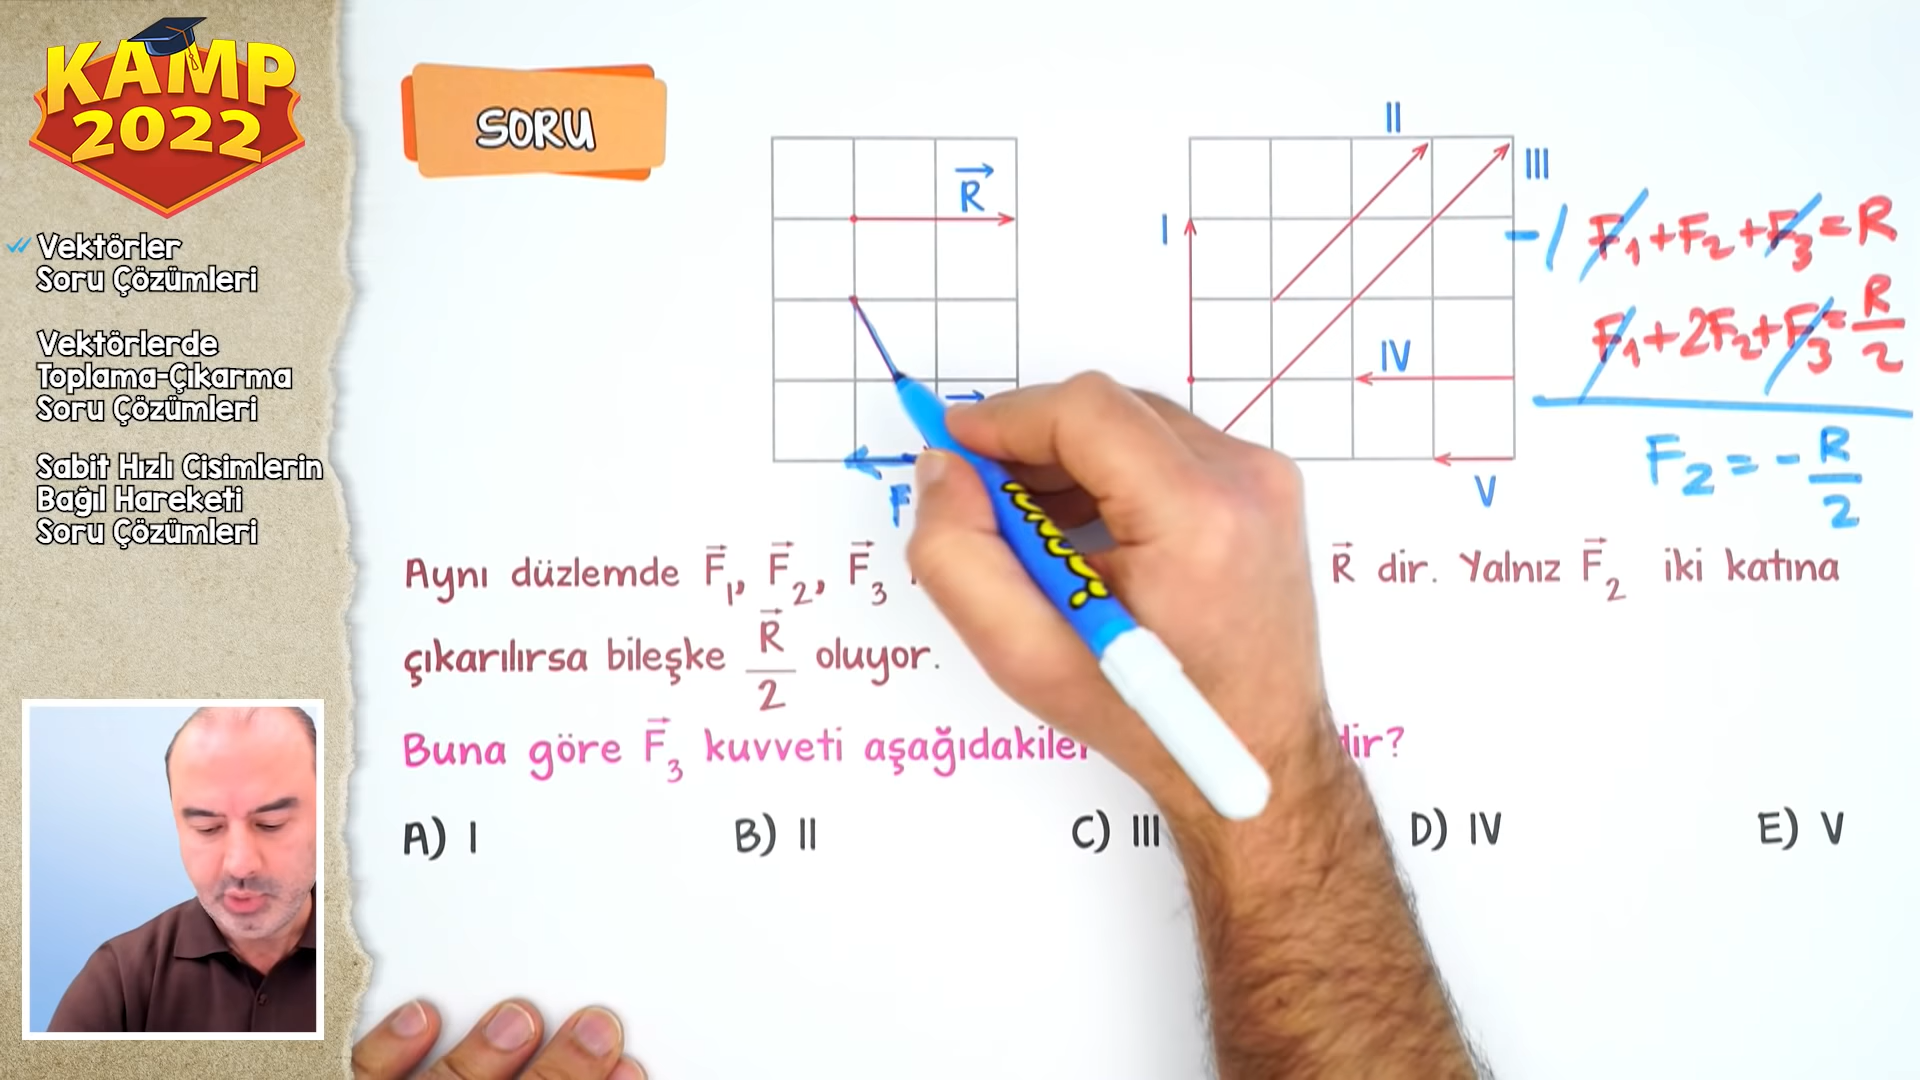 KAMP
2022
Vektörler
Soru Çözümleri
Vektörlerde
Toplama-Çıkarma
Soru Çözümleri
Sabit Hızlı Cisimlerin
Bağıl Hareketi
Soru Çözümleri
SORU
R
F
I
II
III
IV
V
-1 F1+F2+F3=R
F1+2F2+F3=R/2
F2=-R/2
Aynı düzlemde F1, F2, F3 R dir. Yalnız F2 iki katına
çıkarılırsa bileşke R/2 oluyor.
Buna göre F3 kuvveti aşağıdakiler dir?
A) I
B) II
C) III
D) IV
E) V